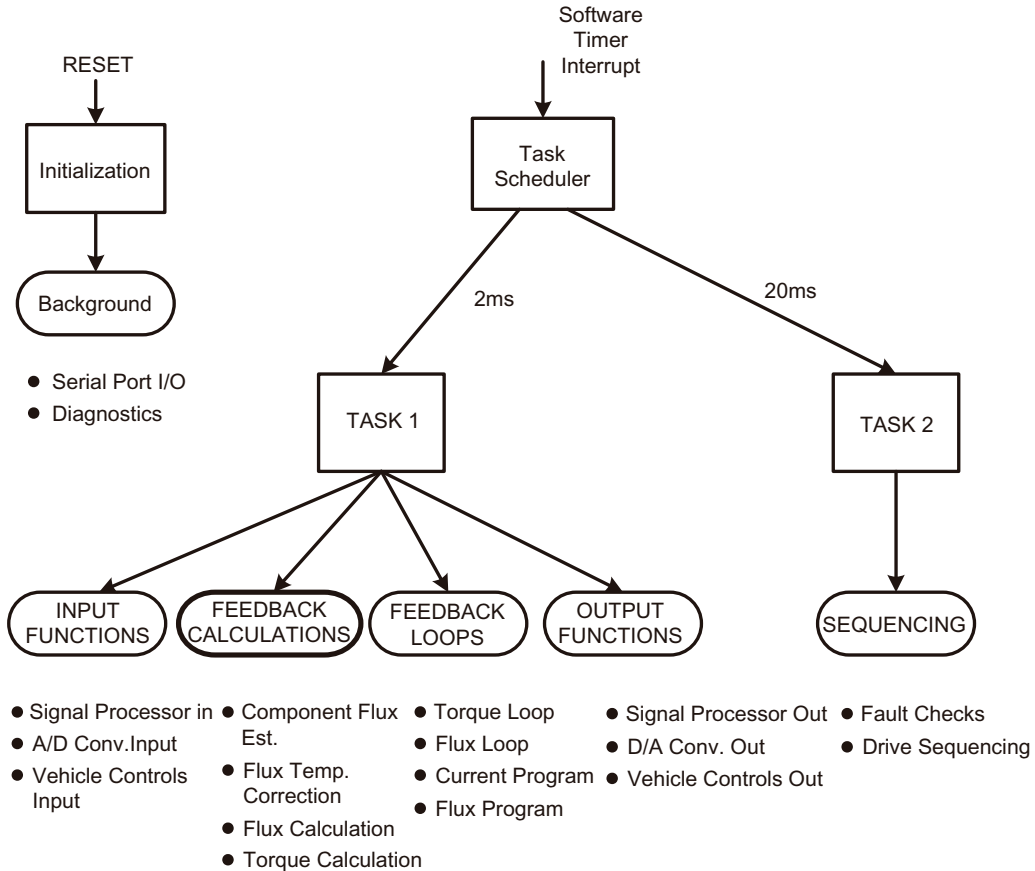 RESET
Initialization
Background
● Serial Port I/O
● Diagnostics
Software
Timer
Interrupt
Task
Scheduler
2ms
20ms
TASK 1
TASK 2
INPUT
FUNCTIONS
FEEDBACK
CALCULATIONS
FEEDBACK
LOOPS
OUTPUT
FUNCTIONS
SEQUENCING
● Signal Processor in
● A/D Conv.Input
● Vehicle Controls
Input
● Component Flux
Est.
● Flux Temp.
Correction
● Flux Calculation
● Torque Calculation
● Torque Loop
● Flux Loop
● Current Program
● Flux Program
● Signal Processor Out
● D/A Conv. Out
● Vehicle Controls Out
● Fault Checks
● Drive Sequencing